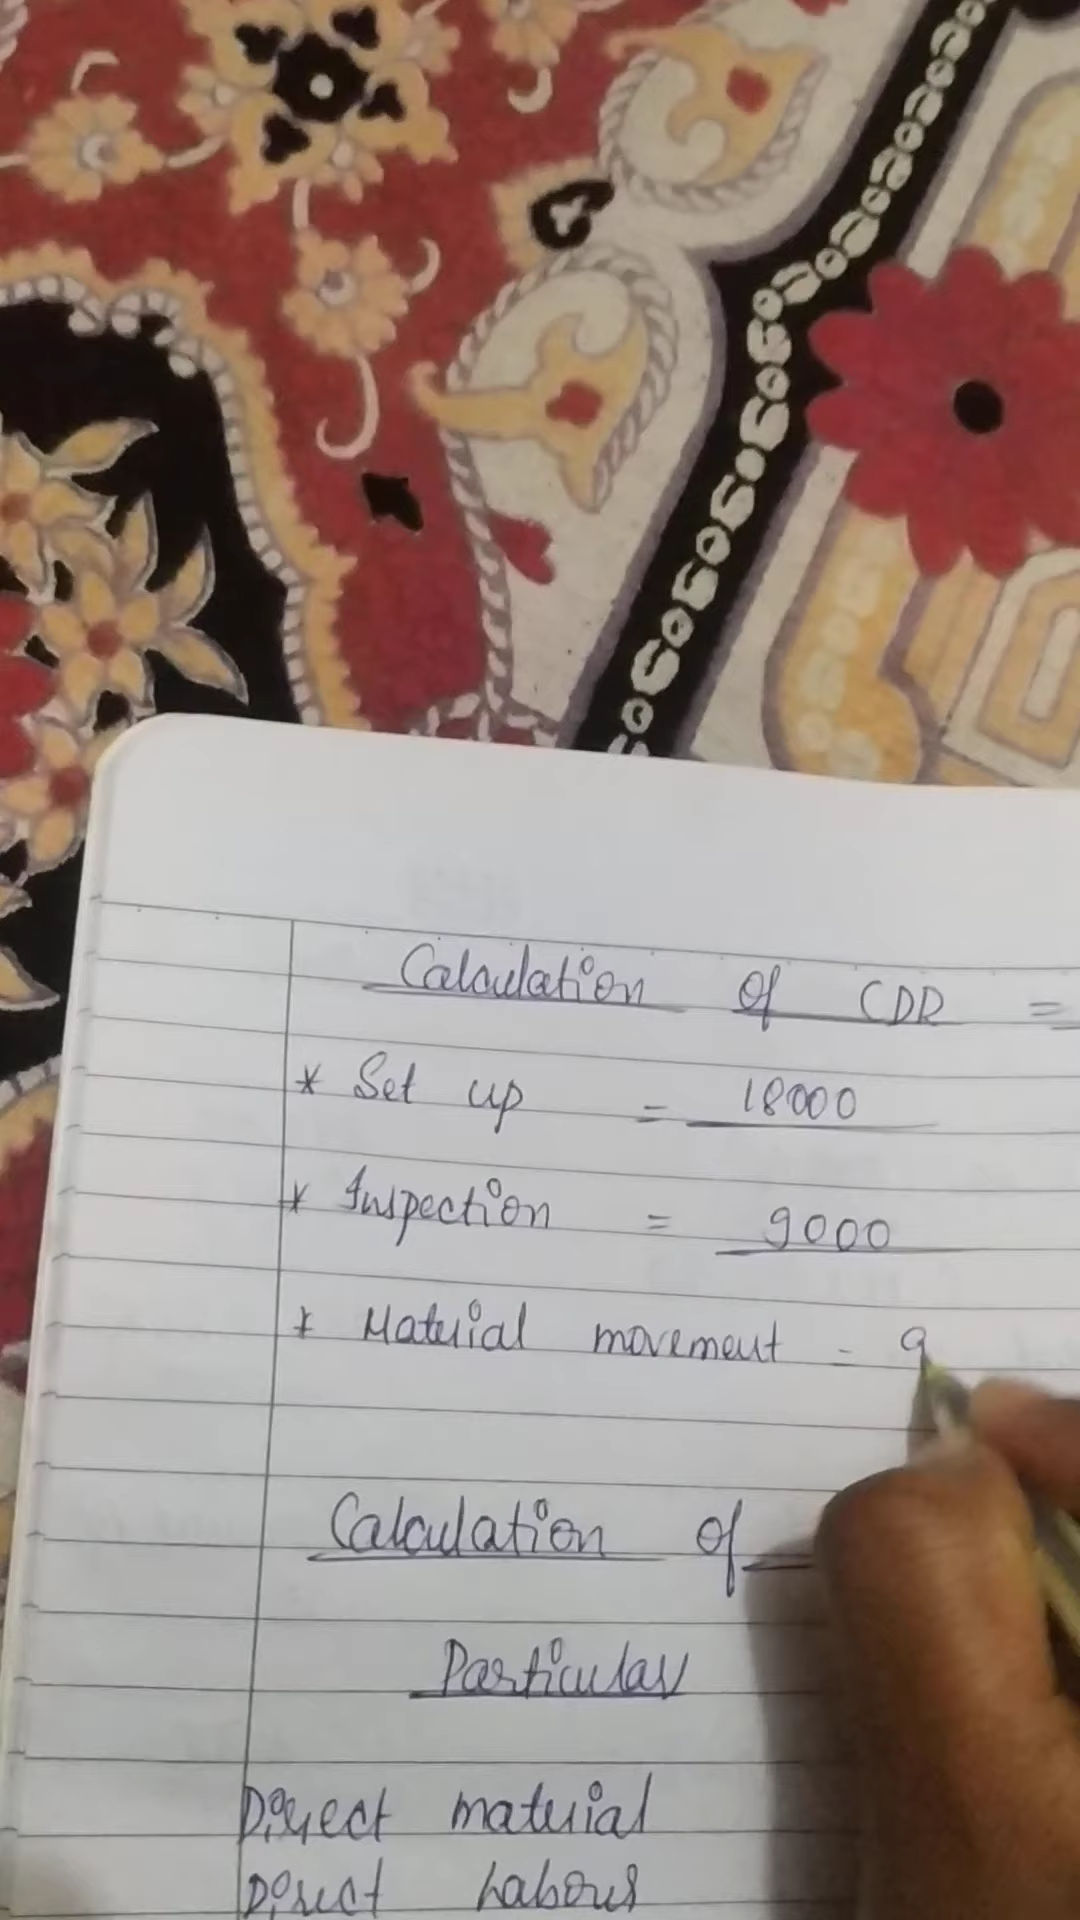 Calculation of CDR =
* Set up = 18000
* Inspection = 9000
* Material movement = 9
Calculation of
Particular
Direct material
Direct Labour